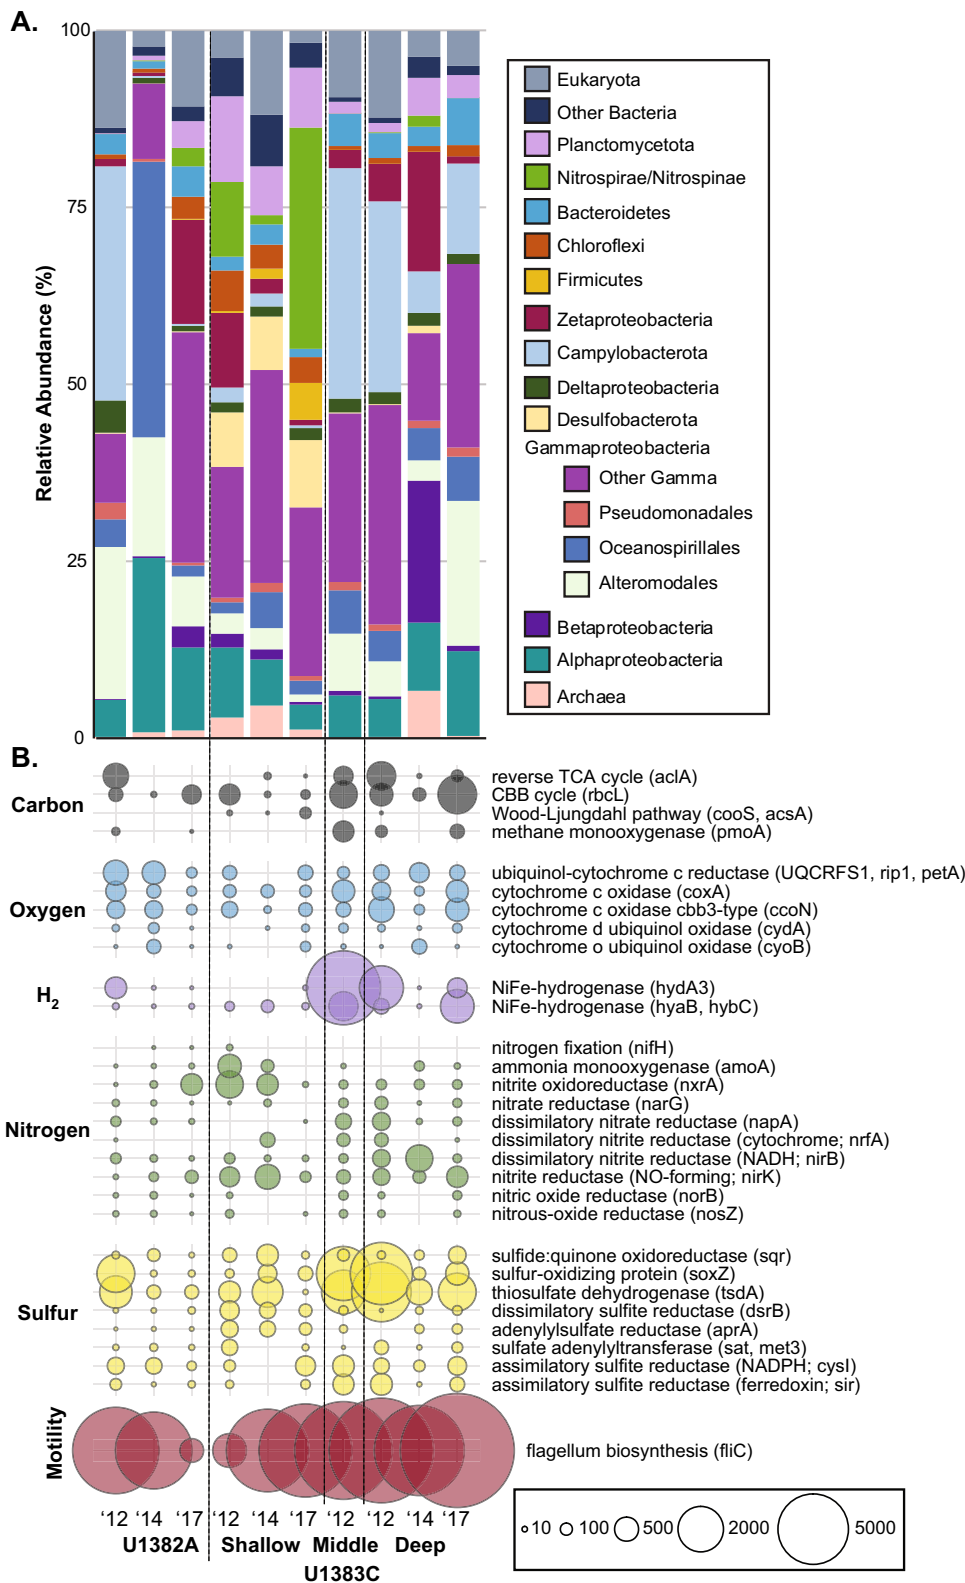 A.
100
75
50
25
0
Relative Abundance (%)
Eukaryota
Other Bacteria
Planctomycetota
Nitrospirae/Nitrospinae
Bacteroidetes
Chloroflexi
Firmicutes
Zetaproteobacteria
Campylobacterota
Deltaproteobacteria
Desulfobacterota
Gammaproteobacteria
Other Gamma
Pseudomonadales
Oceanospirillales
Alteromodales
Betaproteobacteria
Alphaproteobacteria
Archaea
B.
Carbon
reverse TCA cycle (aclA)
CBB cycle (rbcL)
Wood-Ljungdahl pathway (cooS, acsA)
methane monooxygenase (pmoA)
Oxygen
ubiquinol-cytochrome c reductase (UQCRFS1, rip1, petA)
cytochrome c oxidase (coxA)
cytochrome c oxidase cbb3-type (ccoN)
cytochrome d ubiquinol oxidase (cydA)
cytochrome o ubiquinol oxidase (cyoB)
H2
NiFe-hydrogenase (hydA3)
NiFe-hydrogenase (hyaB, hybC)
Nitrogen
nitrogen fixation (nifH)
ammonia monooxygenase (amoA)
nitrite oxidoreductase (nxrA)
nitrate reductase (narG)
dissimilatory nitrate reductase (napA)
dissimilatory nitrite reductase (cytochrome; nrfA)
dissimilatory nitrite reductase (NADH; nirB)
nitrite reductase (NO-forming; nirK)
nitric oxide reductase (norB)
nitrous-oxide reductase (nosZ)
Sulfur
sulfide:quinone oxidoreductase (sqr)
sulfur-oxidizing protein (soxZ)
thiosulfate dehydrogenase (tsdA)
dissimilatory sulfite reductase (dsrB)
adenylylsulfate reductase (aprA)
sulfate adenylyltransferase (sat, met3)
assimilatory sulfite reductase (NADPH; cysI)
assimilatory sulfite reductase (ferredoxin; sir)
Motility
flagellum biosynthesis (fliC)
‘12 ‘14 ‘17 ‘12 ‘14 ‘17 ‘12 ‘12 ‘14 ‘17
U1382A Shallow Middle Deep
U1383C
10 100 500 2000 5000